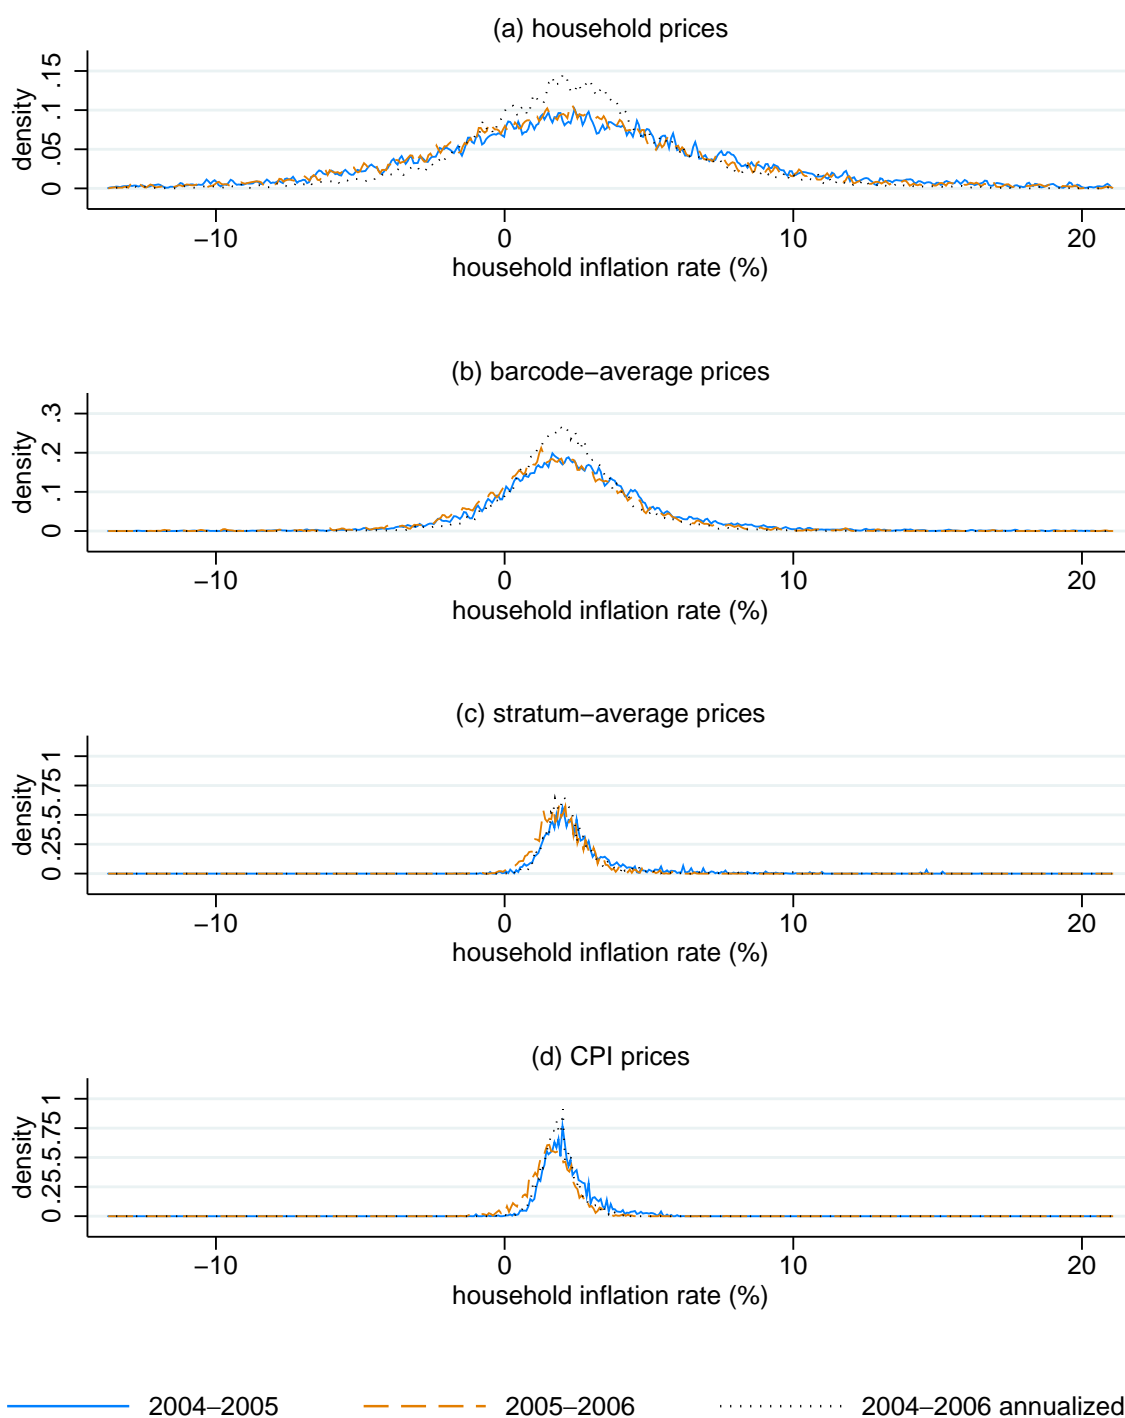 (a) household prices
density
0 .05 .1 .15
−10 0 10 20
household inflation rate (%)
(b) barcode−average prices
density
0 .1 .2 .3
−10 0 10 20
household inflation rate (%)
(c) stratum−average prices
density
0 .25 .5 .75 1
−10 0 10 20
household inflation rate (%)
(d) CPI prices
density
0 .25 .5 .75 1
−10 0 10 20
household inflation rate (%)
2004−2005 2005−2006 2004−2006 annualized